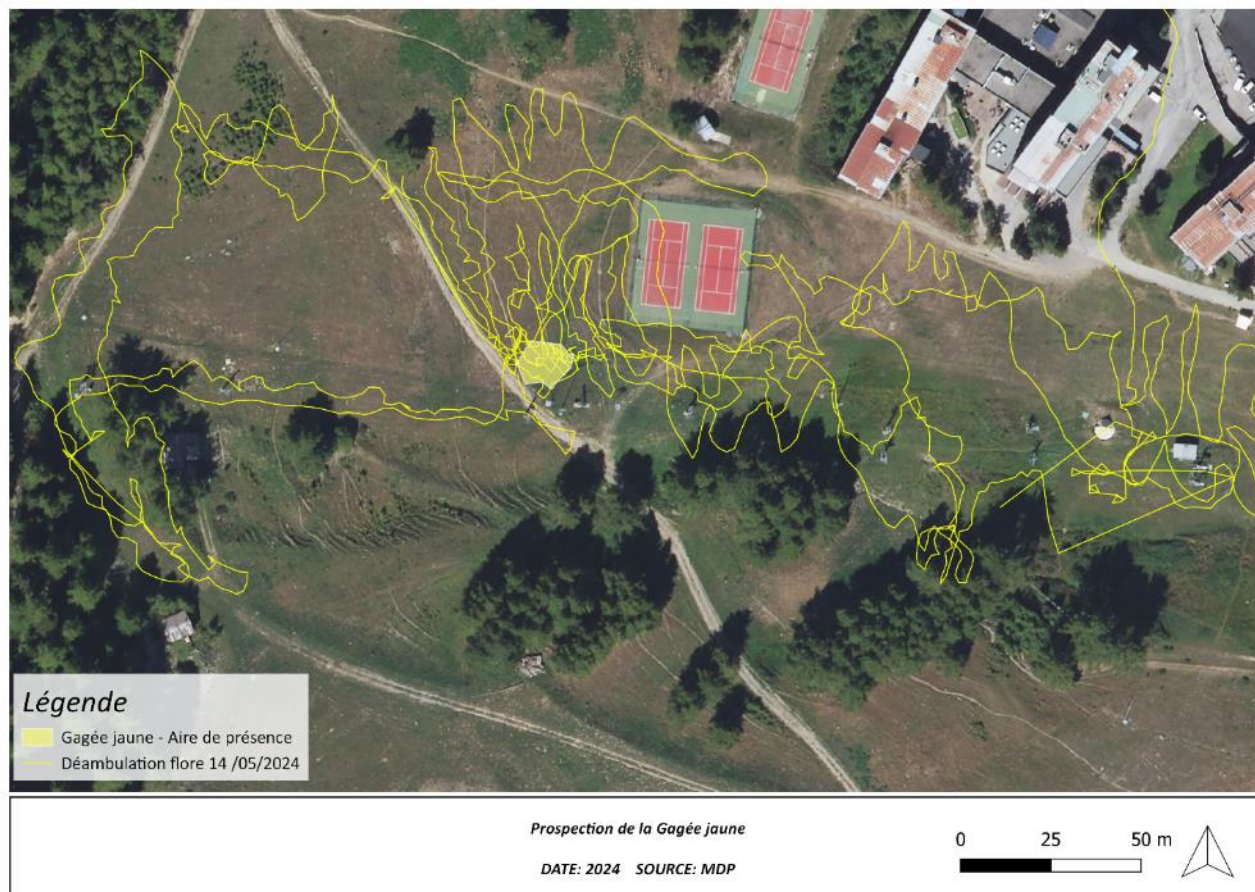 Légende
Gagée jaune - Aire de présence
Déambulation flore 14 /05/2024
Prospection de la Gagée jaune
DATE: 2024 SOURCE: MDP
0 25 50 m